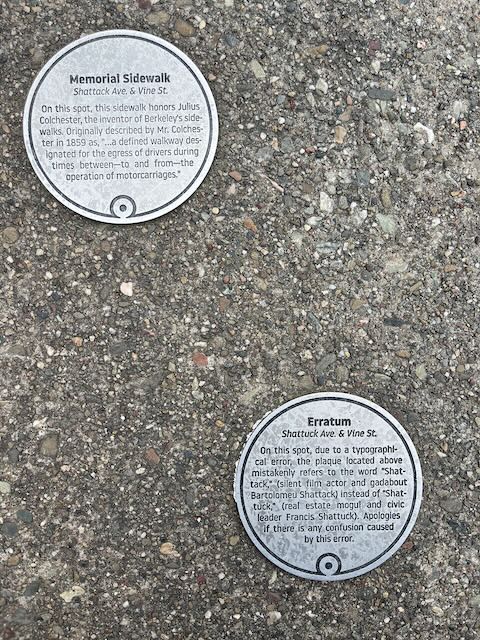 Memorial Sidewalk
Shattack Ave. & Vine St.
On this spot, this sidewalk honors Julius
Colchester, the inventor of Berkeley's side-
walks. Originally described by Mr. Colches-
ter in 1859 as, "...a defined walkway des-
ignated for the egress of drivers during
times between—to and from—the
operation of motorcarriages."
Erratum
Shattuck Ave. & Vine St.
On this spot, due to a typographi-
cal error, the plaque located above
mistakenly refers to the word "Shat-
tack," (silent film actor and gadabout
Bartolomeu Shattack) instead of "Shat-
tuck," (real estate mogul and civic
leader Francis Shattuck). Apologies
if there is any confusion caused
by this error.